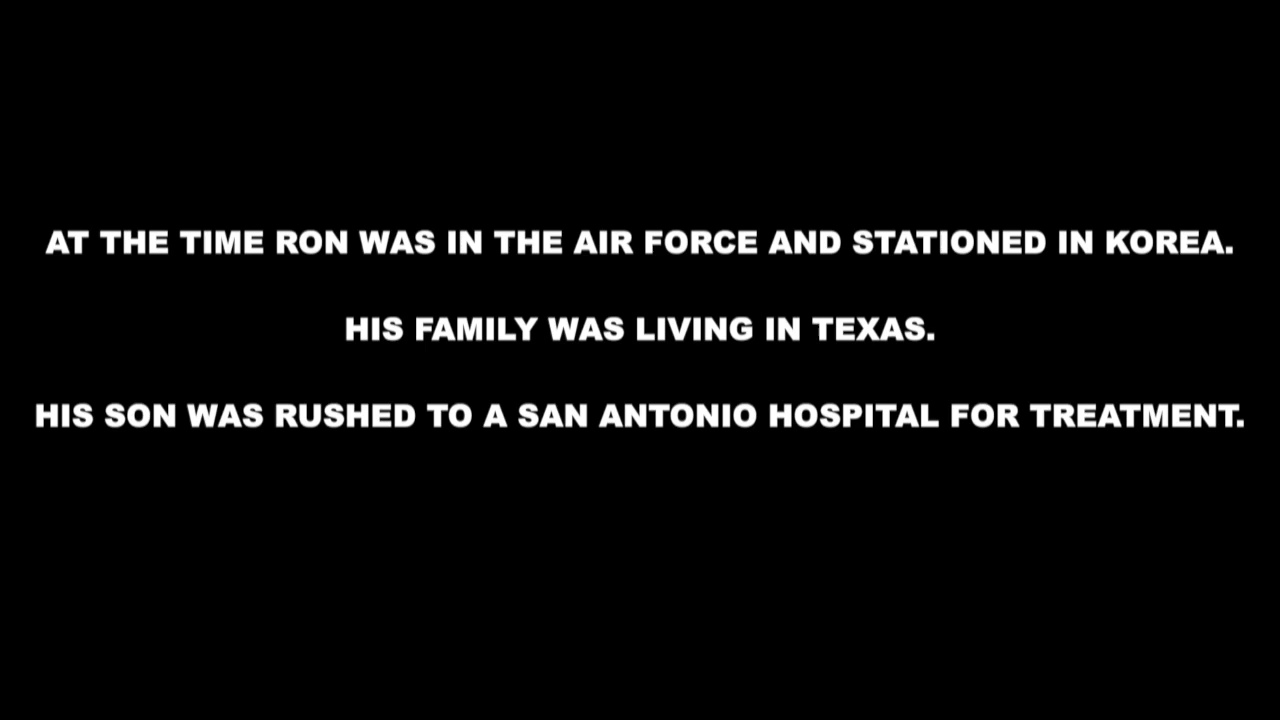 AT THE TIME RON WAS IN THE AIR FORCE AND STATIONED IN KOREA.
HIS FAMILY WAS LIVING IN TEXAS.
HIS SON WAS RUSHED TO A SAN ANTONIO HOSPITAL FOR TREATMENT.